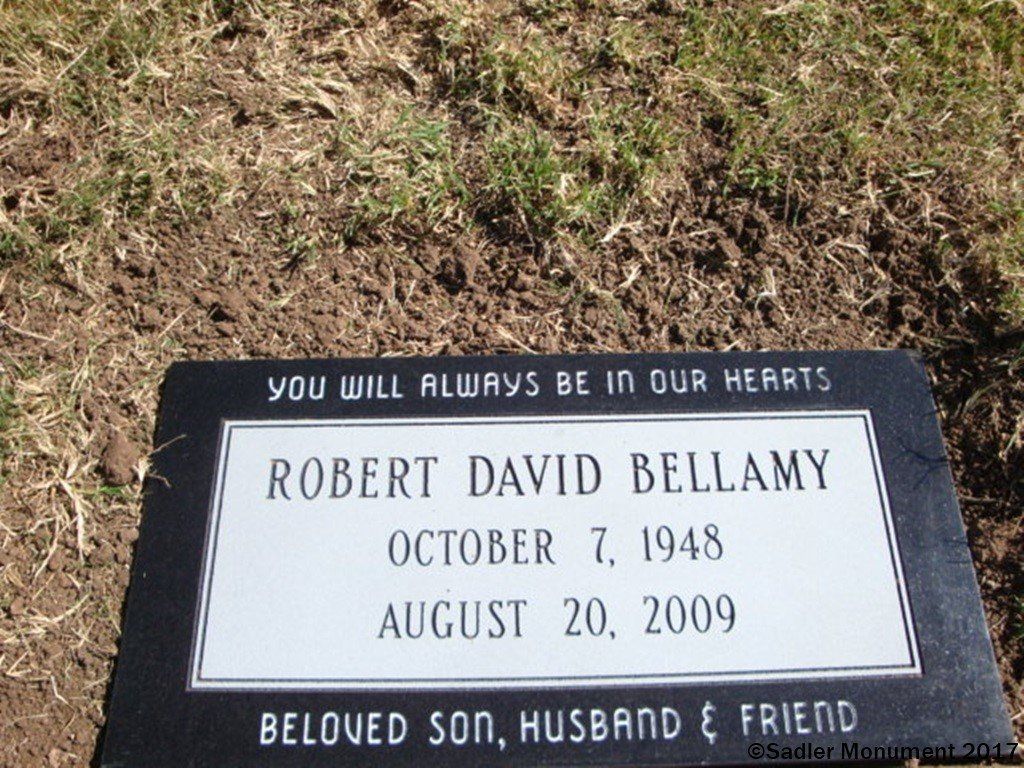 YOU WILL ALWAYS BE IN OUR HEARTS
ROBERT DAVID BELLAMY
OCTOBER 7, 1948
AUGUST 20, 2009
BELOVED SON, HUSBAND & FRIEND
©Sadler Monument 2017